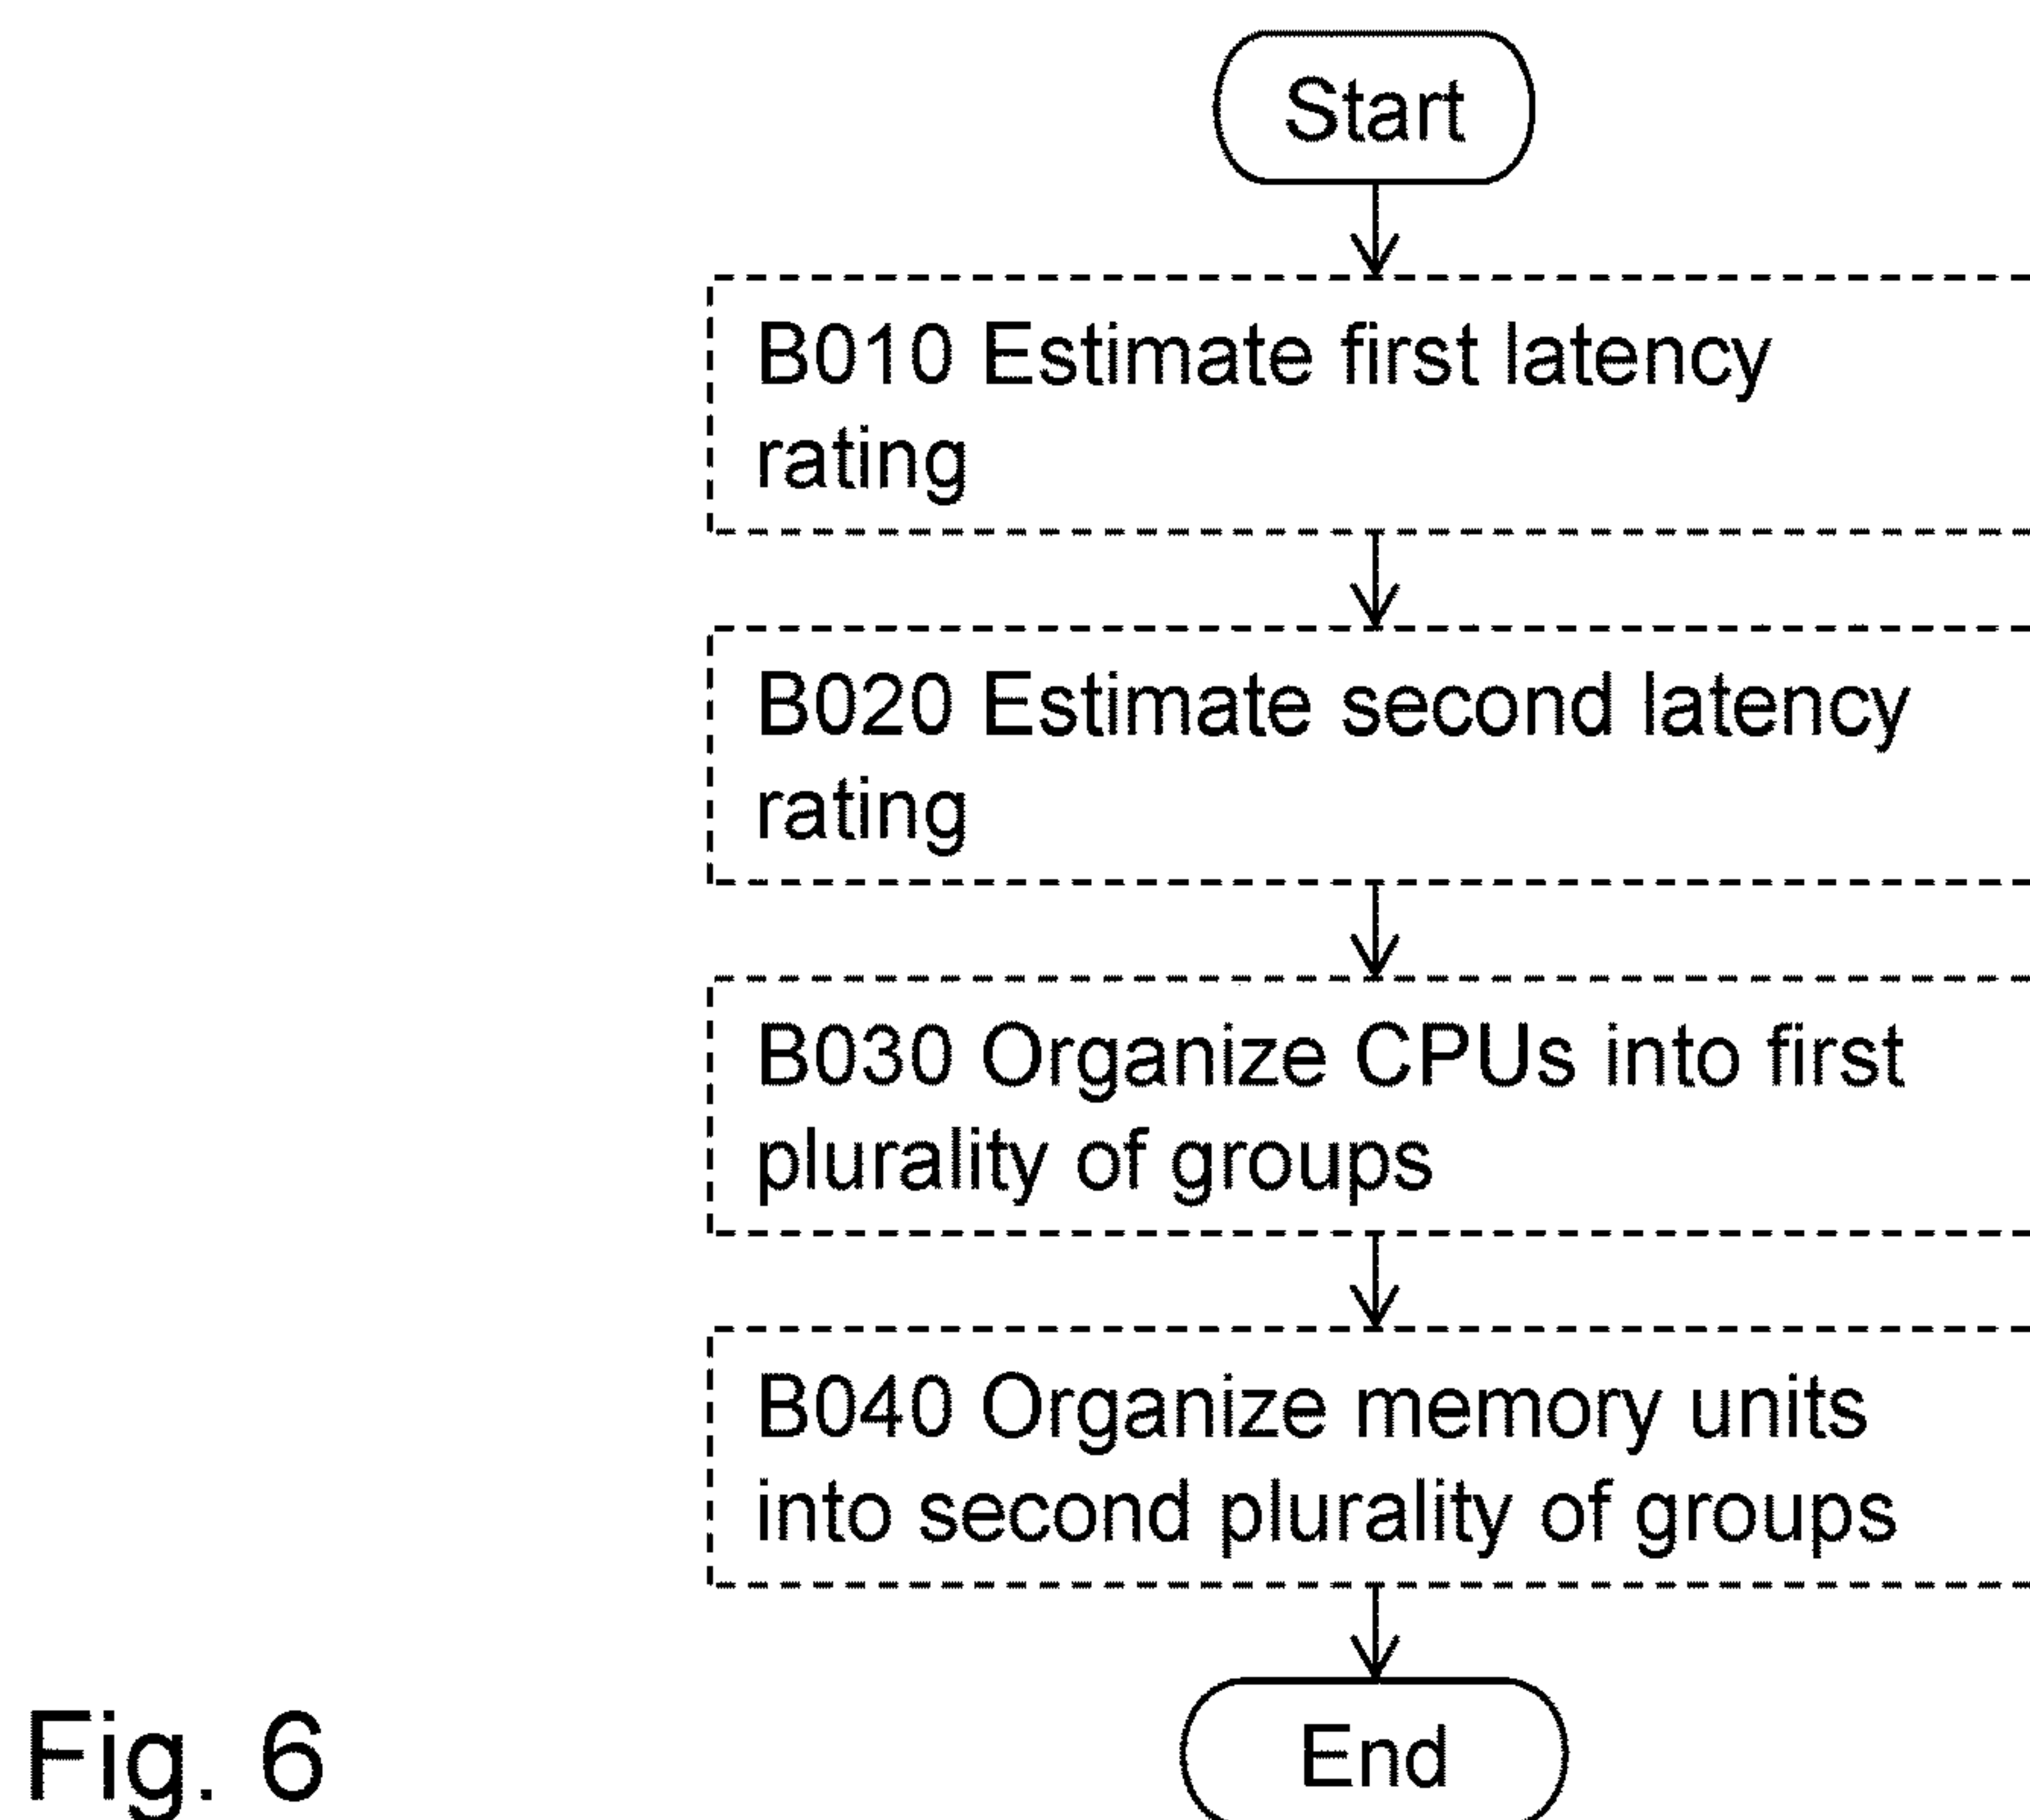 Start
B010 Estimate first latency
rating
B020 Estimate second latency
rating
B030 Organize CPUs into first
plurality of groups
B040 Organize memory units
into second plurality of groups
End
Fig. 6